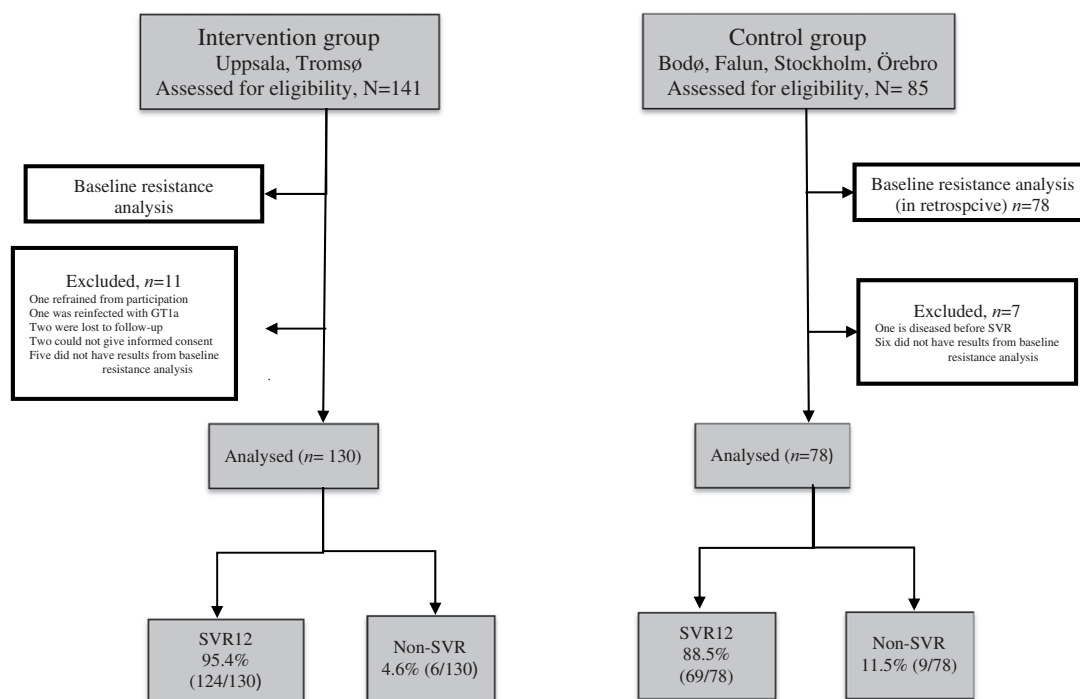 Intervention group
Uppsala, Tromsø
Assessed for eligibility, N=141
Baseline resistance
analysis
Excluded, n=11
One refrained from participation
One was reinfected with GT1a
Two were lost to follow-up
Two could not give informed consent
Five did not have results from baseline
resistance analysis
.
Analysed (n= 130)
SVR12
95.4%
(124/130)
Non-SVR
4.6% (6/130)
Control group
Bodø, Falun, Stockholm, Örebro
Assessed for eligibility, N= 85
Baseline resistance analysis
(in retrospcive) n=78
Excluded, n=7
One is diseased before SVR
Six did not have results from baseline
resistance analysis
Analysed (n=78)
SVR12
88.5%
(69/78)
Non-SVR
11.5% (9/78)